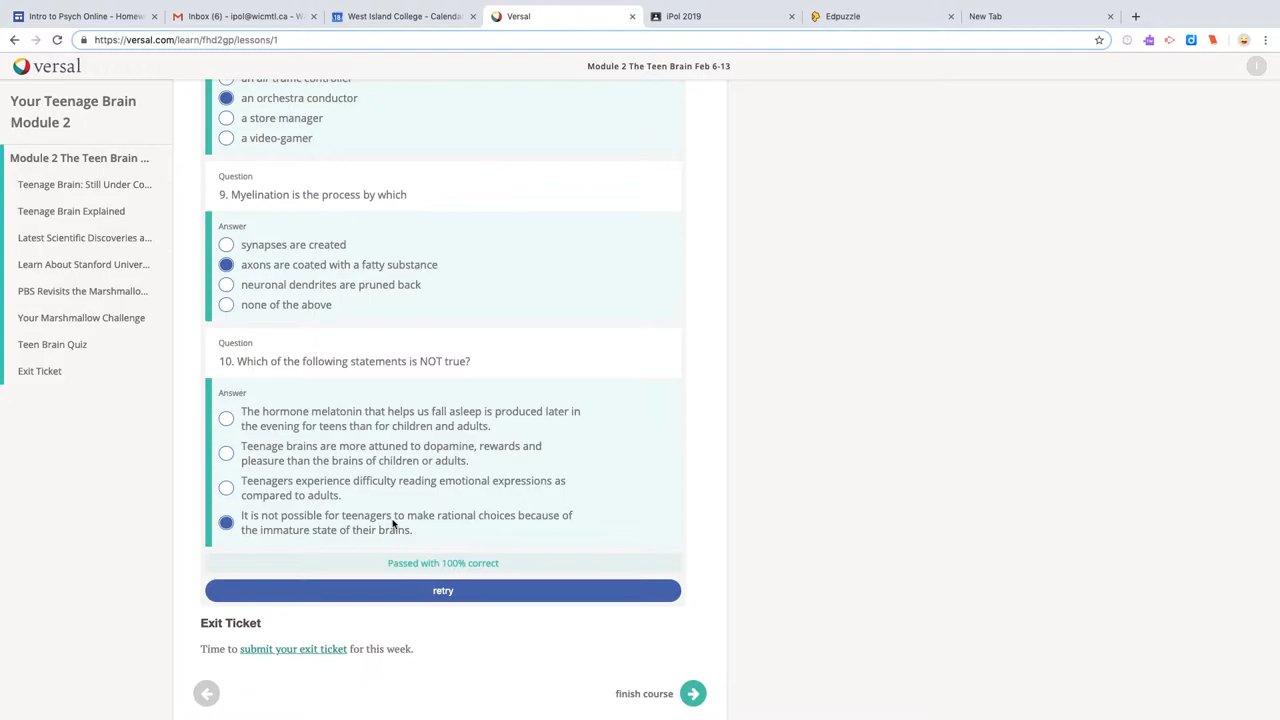 Intro to Psych Online - Homew
Inbox (6) - ipol@wicmtl.ca - W
West Island College - Calenda
Versal
iPol 2019
Edpuzzle
New Tab
https://versal.com/learn/fhd2gp/lessons/1
versal
Module 2 The Teen Brain Feb 6-13
I
Your Teenage Brain
Module 2
Module 2 The Teen Brain ...
Teenage Brain: Still Under Co...
Teenage Brain Explained
Latest Scientific Discoveries a...
Learn About Stanford Univer...
PBS Revisits the Marshmallo...
Your Marshmallow Challenge
Teen Brain Quiz
Exit Ticket
an air traffic controller
an orchestra conductor
a store manager
a video-gamer
Question
9. Myelination is the process by which
Answer
synapses are created
axons are coated with a fatty substance
neuronal dendrites are pruned back
none of the above
Question
10. Which of the following statements is NOT true?
Answer
The hormone melatonin that helps us fall asleep is produced later in
the evening for teens than for children and adults.
Teenage brains are more attuned to dopamine, rewards and
pleasure than the brains of children or adults.
Teenagers experience difficulty reading emotional expressions as
compared to adults.
It is not possible for teenagers to make rational choices because of
the immature state of their brains.
Passed with 100% correct
retry
Exit Ticket
Time to submit your exit ticket for this week.
finish course